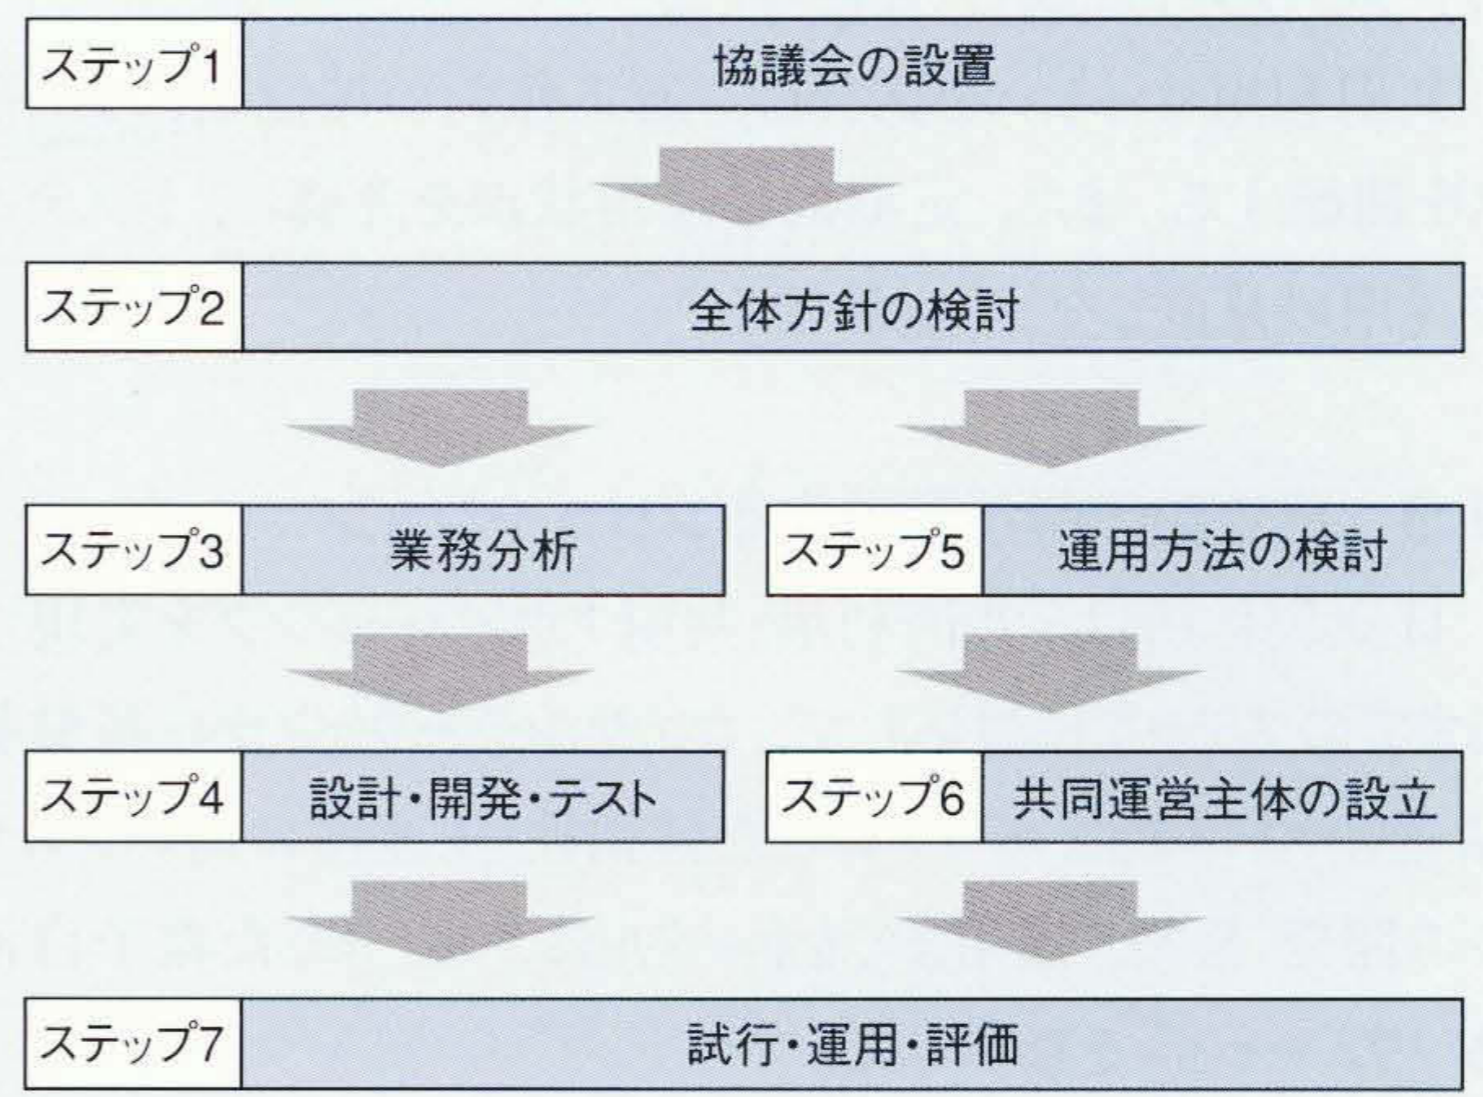 ステップ1 協議会の設置
ステップ2 全体方針の検討
ステップ3 業務分析
ステップ5 運用方法の検討
ステップ4 設計・開発・テスト
ステップ6 共同運営主体の設立
ステップ7 試行・運用・評価